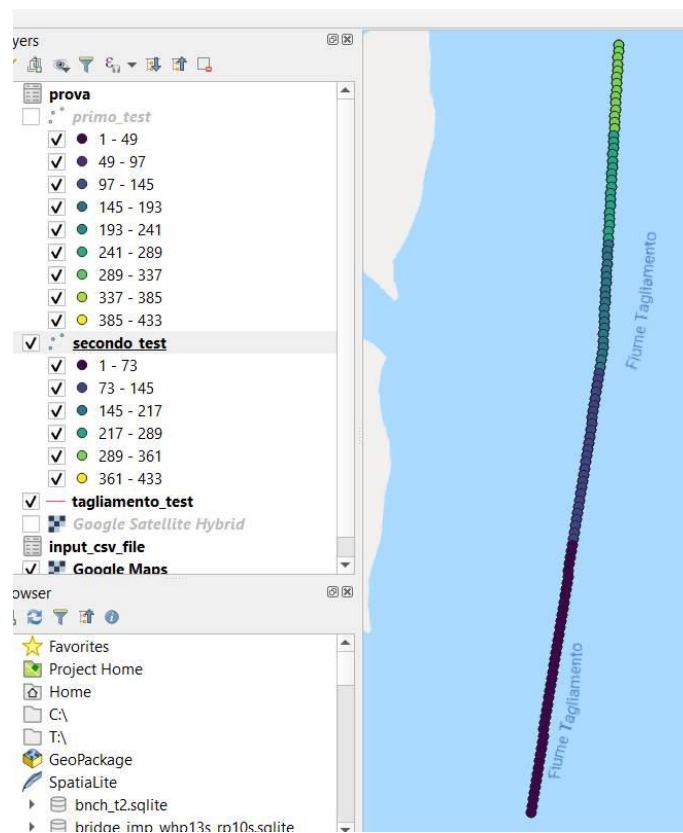 yers
prova
primo_test
1 - 49
49 - 97
97 - 145
145 - 193
193 - 241
241 - 289
289 - 337
337 - 385
385 - 433
secondo_test
1 - 73
73 - 145
145 - 217
217 - 289
289 - 361
361 - 433
tagliamento_test
Google Satellite Hybrid
input_csv_file
Google Maps
owser
Favorites
Project Home
Home
C:\
T:\
GeoPackage
SpatiaLite
bnch_t2.sqlite
bridge_imp_whp13s_rp10s.sqlite
Fiume Tagliamento
Fiume Tagliamento